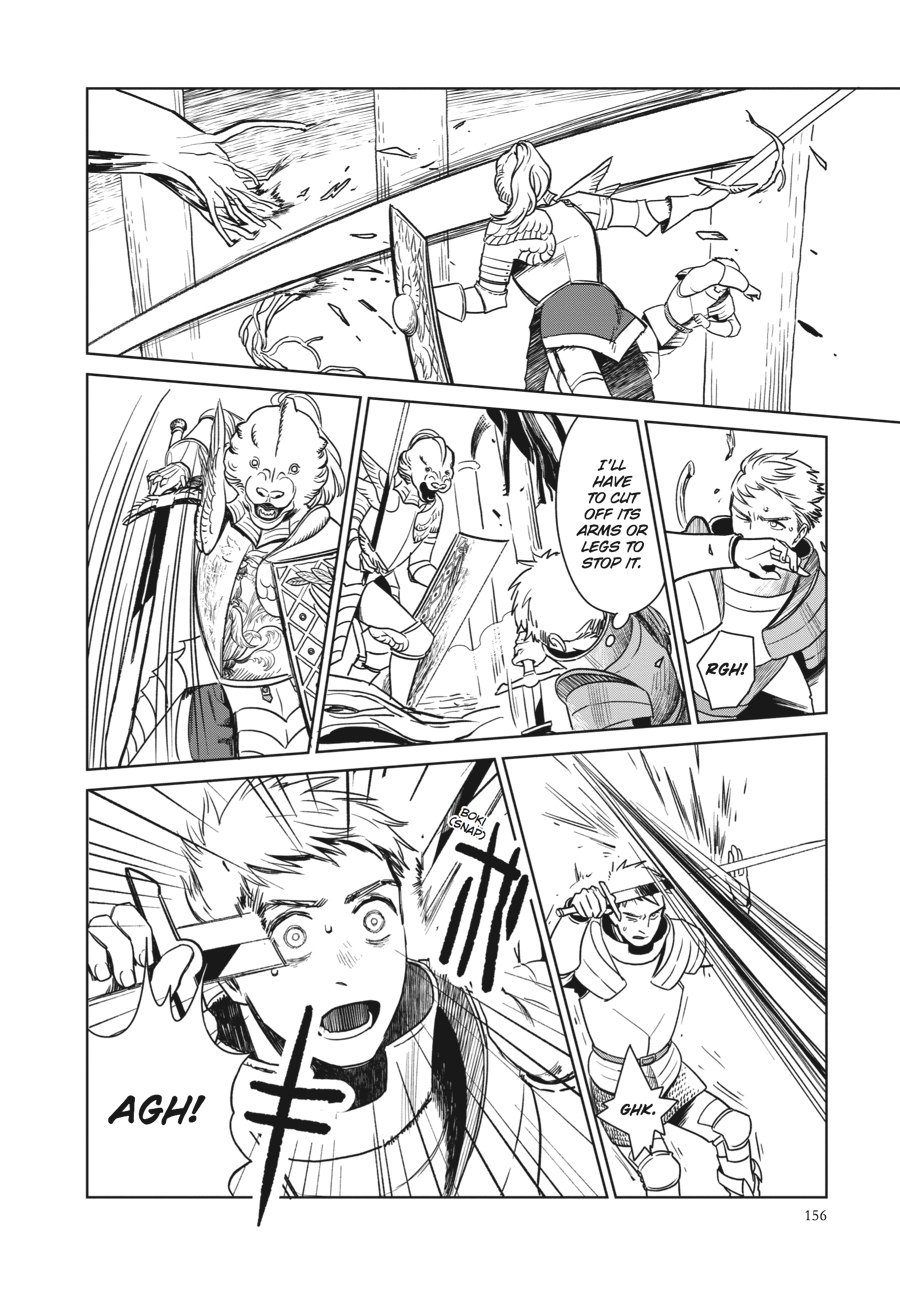 RGH!
I'LL
HAVE
TO CUT
OFF ITS
ARMS OR
LEGS TO
STOP IT.
GHK.
BOKI
(SNAP)
ボキ
AGH!
156